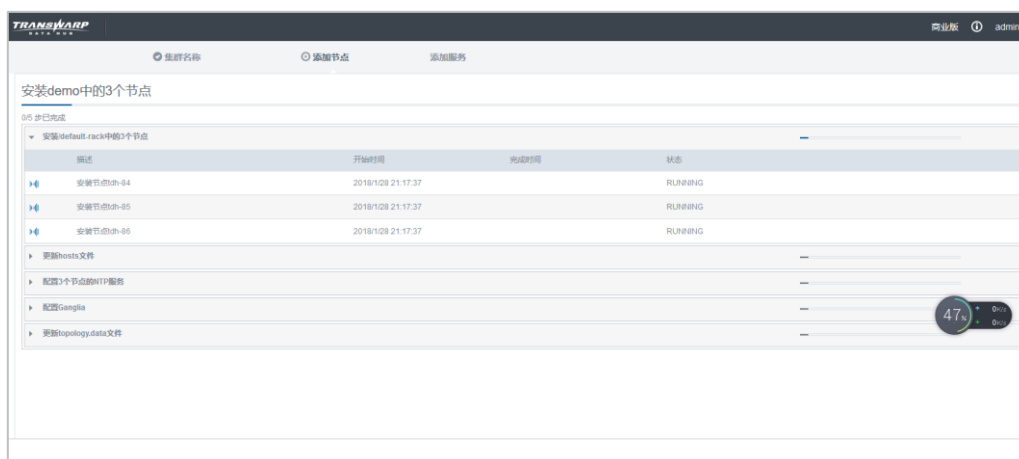 TRANSWARP
DATA HUB
商业版 admin
集群名称 添加节点 添加服务
安装demo中的3个节点
0/5 步已完成
安装/default-rack中的3个节点
描述 开始时间 完成时间 状态
安装节点tdh-84 2018/1/28 21:17:37 RUNNING
安装节点tdh-85 2018/1/28 21:17:37 RUNNING
安装节点tdh-86 2018/1/28 21:17:37 RUNNING
更新hosts文件
配置3个节点的NTP服务
配置Ganglia
更新topology.data文件
47%
0K/s
0K/s